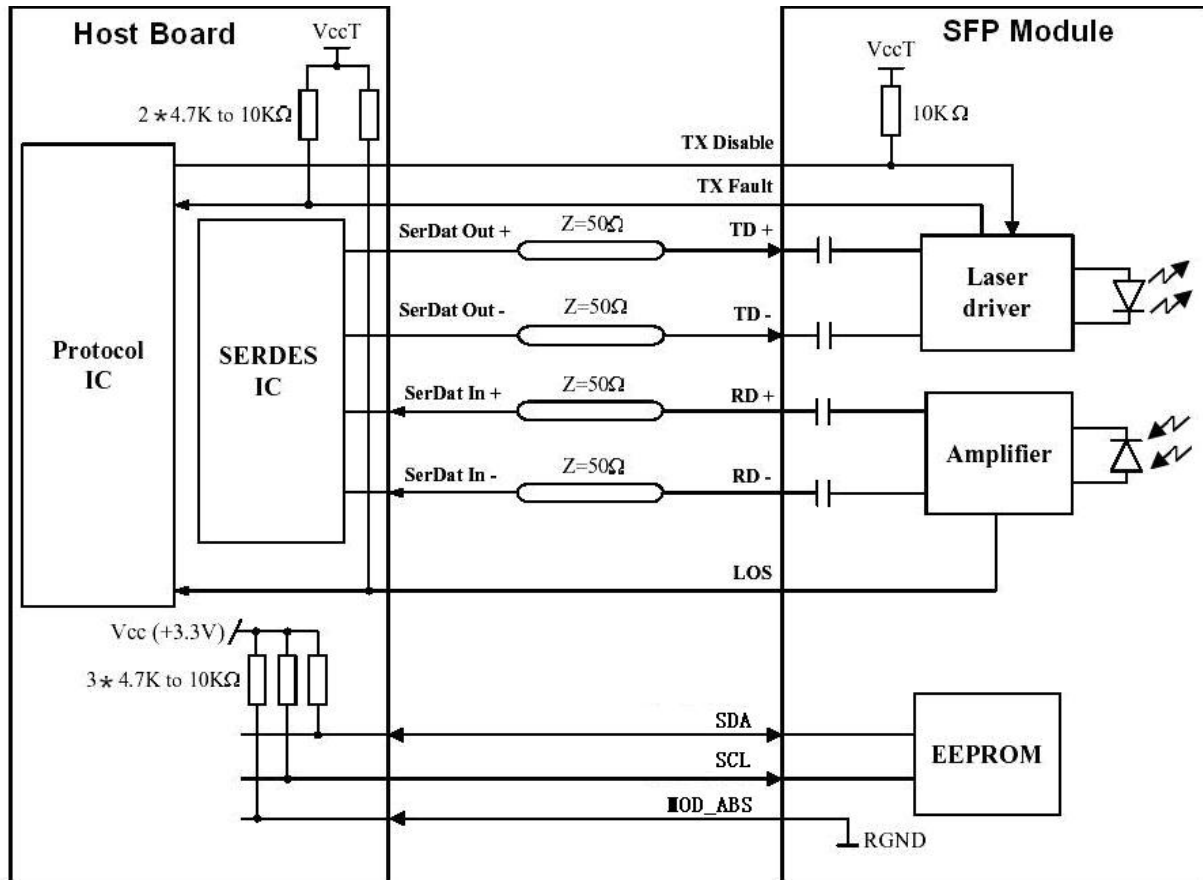 Host Board
SFP Module
VccT
VccT
2*4.7K to 10KΩ
10KΩ
TX Disable
TX Fault
SerDat Out +
Z=50Ω
TD +
Laser
driver
SerDat Out -
Z=50Ω
TD -
Protocol
IC
SERDES
IC
SerDat In +
Z=50Ω
RD +
Amplifier
SerDat In -
Z=50Ω
RD -
LOS
Vcc (+3.3V)
3*4.7K to 10KΩ
SDA
SCL
EEPROM
MOD_ABS
RGND